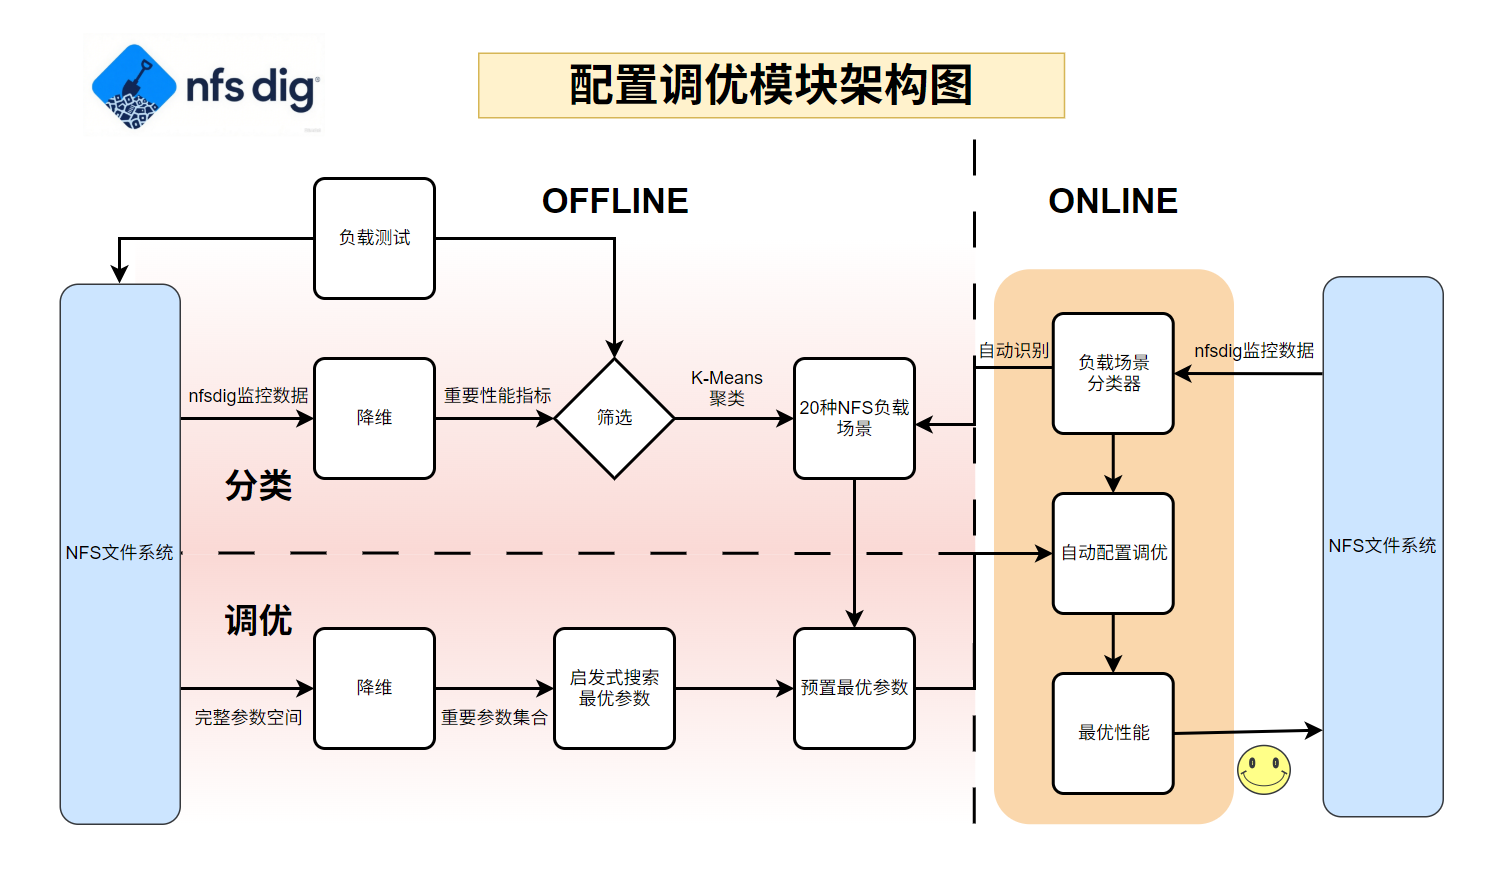 nfs dig
配置调优模块架构图
OFFLINE
ONLINE
负载测试
自动识别
负载场景
分类器
nfsdig监控数据
nfsdig监控数据
降维
重要性能指标
筛选
K-Means
聚类
20种NFS负载
场景
分类
NFS文件系统
自动配置调优
NFS文件系统
调优
完整参数空间
降维
重要参数集合
启发式搜索
最优参数
预置最优参数
最优性能